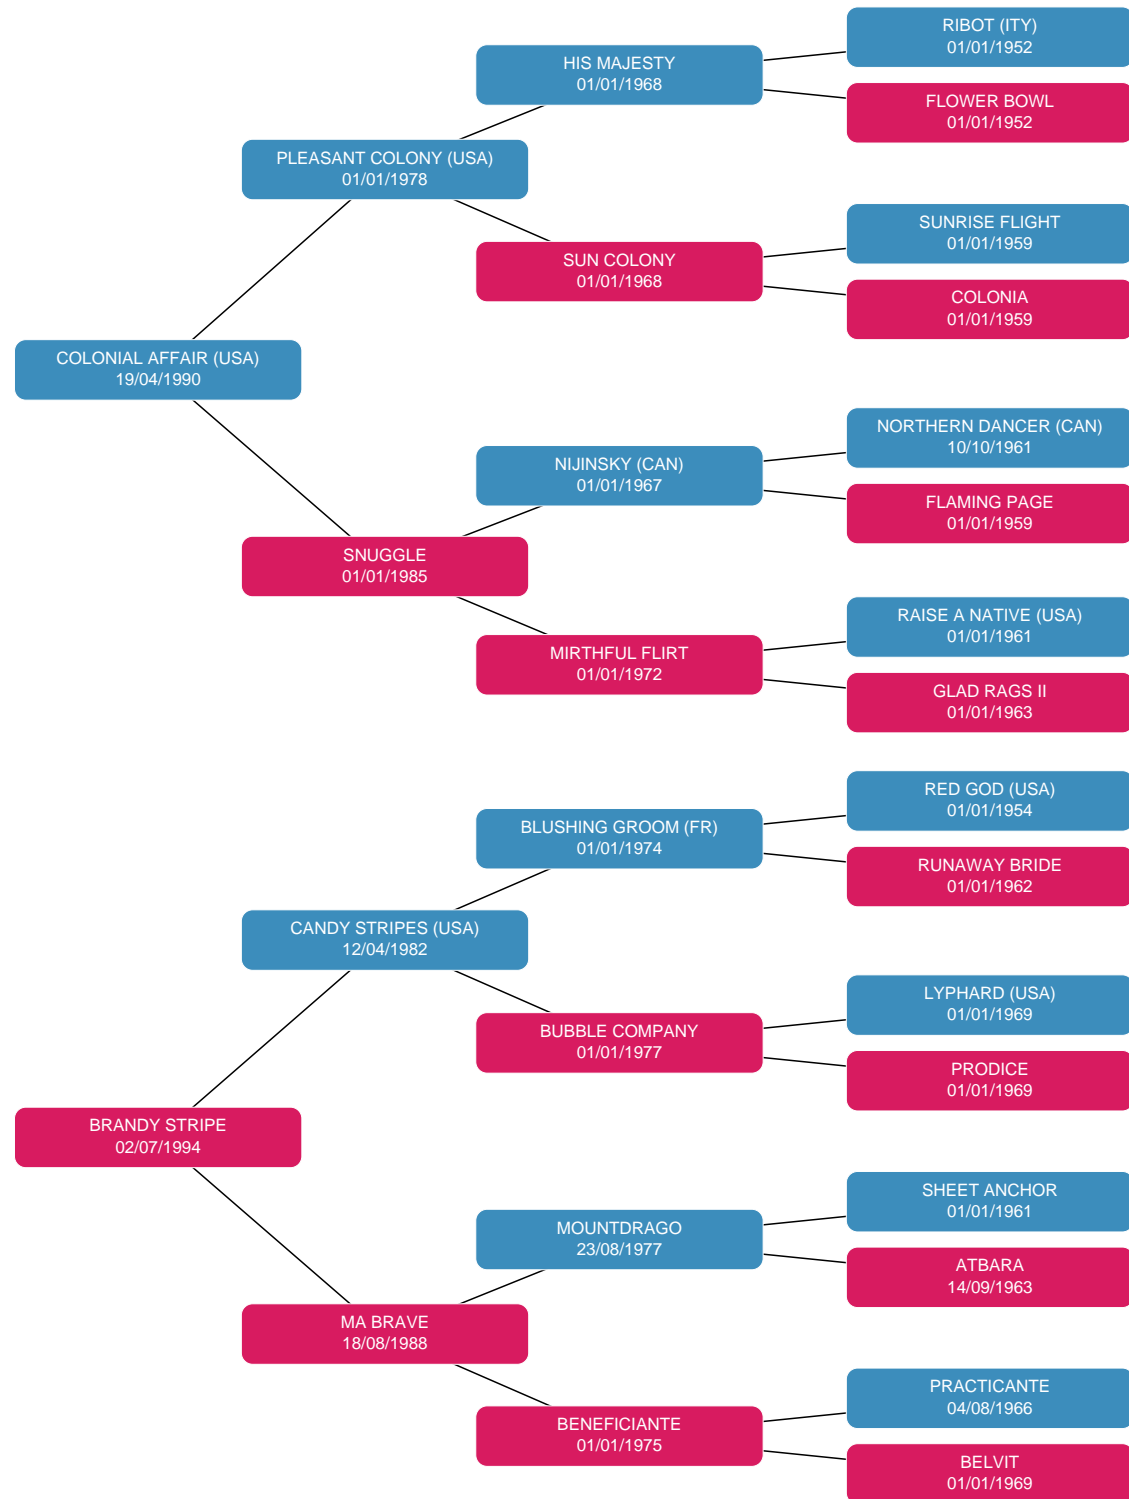 RIBOT (ITY)
01/01/1952
HIS MAJESTY
01/01/1968
FLOWER BOWL
01/01/1952
PLEASANT COLONY (USA)
01/01/1978
SUNRISE FLIGHT
01/01/1959
SUN COLONY
01/01/1968
COLONIA
01/01/1959
COLONIAL AFFAIR (USA)
19/04/1990
NORTHERN DANCER (CAN)
10/10/1961
NIJINSKY (CAN)
01/01/1967
FLAMING PAGE
01/01/1959
SNUGGLE
01/01/1985
RAISE A NATIVE (USA)
01/01/1961
MIRTHFUL FLIRT
01/01/1972
GLAD RAGS II
01/01/1963
RED GOD (USA)
01/01/1954
BLUSHING GROOM (FR)
01/01/1974
RUNAWAY BRIDE
01/01/1962
CANDY STRIPES (USA)
12/04/1982
LYPHARD (USA)
01/01/1969
BUBBLE COMPANY
01/01/1977
PRODICE
01/01/1969
BRANDY STRIPE
02/07/1994
SHEET ANCHOR
01/01/1961
MOUNTDRAGO
23/08/1977
ATBARA
14/09/1963
MA BRAVE
18/08/1988
PRACTICANTE
04/08/1966
BENEFICIANTE
01/01/1975
BELVIT
01/01/1969